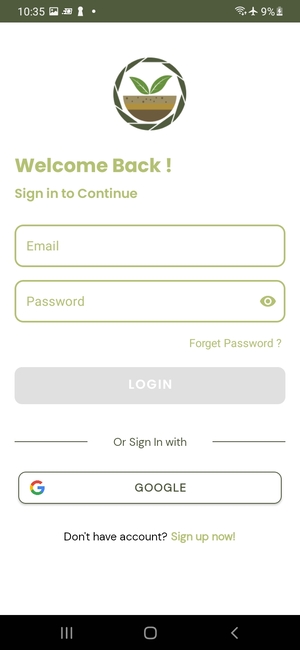 10:35
9%
Welcome Back !
Sign in to Continue
Email
Password
Forget Password ?
LOGIN
Or Sign In with
GOOGLE
Don't have account? Sign up now!